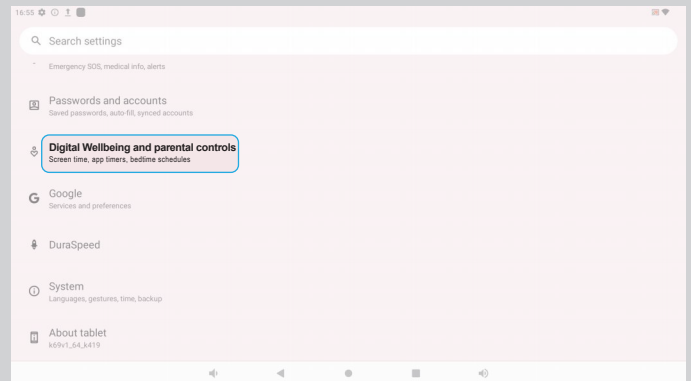 16:55
Search settings
Emergency SOS, medical info, alerts
Passwords and accounts
Saved passwords, auto-fill, synced accounts
Digital Wellbeing and parental controls
Screen time, app timers, bedtime schedules
Google
Services and preferences
DuraSpeed
System
Languages, gestures, time, backup
About tablet
k69v1_64_k419